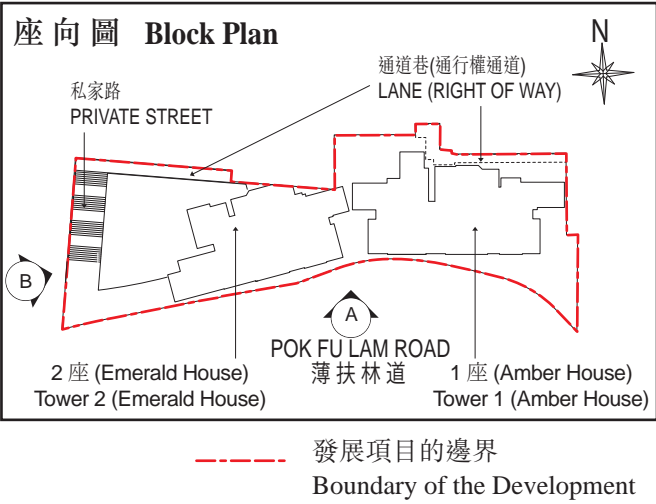 座向圖 Block Plan
N
通道巷(通行權通道)
LANE (RIGHT OF WAY)
私家路
PRIVATE STREET
B
A
POK FU LAM ROAD
薄扶林道
2 座 (Emerald House)
Tower 2 (Emerald House)
1 座 (Amber House)
Tower 1 (Amber House)
發展項目的邊界
Boundary of the Development